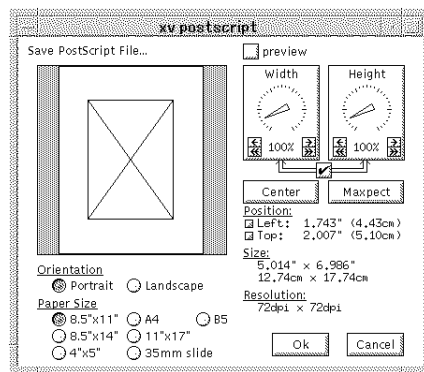 xv postscript
Save PostScript File...
preview
Width Height
100% 100%
Center Maxpect
Position:
Left: 1.743" (4.43cm)
Top: 2.007" (5.10cm)
Size:
5.014" × 6.986"
12.74cm × 17.74cm
Resolution:
72dpi × 72dpi
Orientation
Portrait Landscape
Paper Size
8.5"x11" A4 B5
8.5"x14" 11"x17"
4"x5" 35mm slide
Ok Cancel